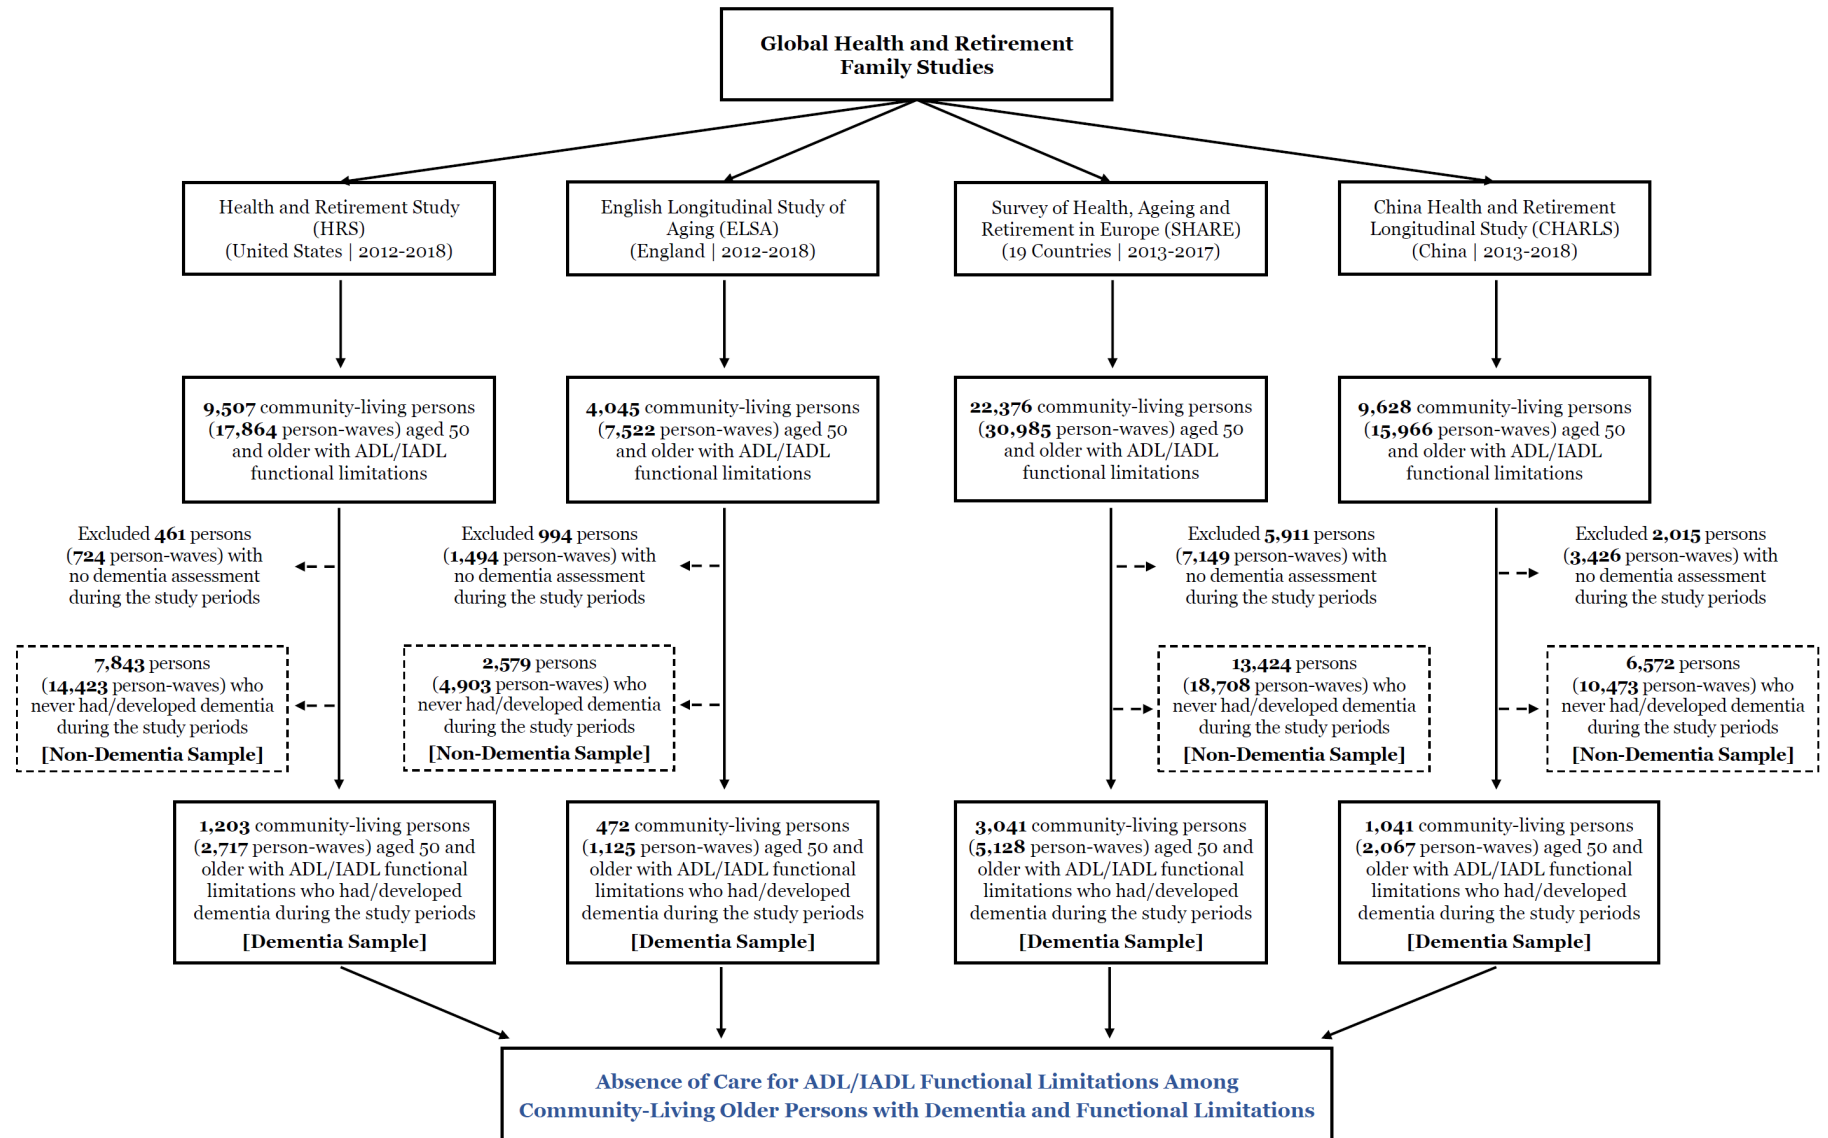 Global Health and Retirement
Family Studies
Health and Retirement Study
(HRS)
(United States | 2012-2018)
English Longitudinal Study of
Aging (ELSA)
(England | 2012-2018)
Survey of Health, Ageing and
Retirement in Europe (SHARE)
(19 Countries | 2013-2017)
China Health and Retirement
Longitudinal Study (CHARLS)
(China | 2013-2018)
9,507 community-living persons
(17,864 person-waves) aged 50
and older with ADL/IADL
functional limitations
4,045 community-living persons
(7,522 person-waves) aged 50
and older with ADL/IADL
functional limitations
22,376 community-living persons
(30,985 person-waves) aged 50
and older with ADL/IADL
functional limitations
9,628 community-living persons
(15,966 person-waves) aged 50
and older with ADL/IADL
functional limitations
Excluded 461 persons
(724 person-waves) with
no dementia assessment
during the study periods
Excluded 994 persons
(1,494 person-waves) with
no dementia assessment
during the study periods
Excluded 5,911 persons
(7,149 person-waves) with
no dementia assessment
during the study periods
Excluded 2,015 persons
(3,426 person-waves) with
no dementia assessment
during the study periods
7,843 persons
(14,423 person-waves) who
never had/developed dementia
during the study periods
[Non-Dementia Sample]
2,579 persons
(4,903 person-waves) who
never had/developed dementia
during the study periods
[Non-Dementia Sample]
13,424 persons
(18,708 person-waves) who
never had/developed dementia
during the study periods
[Non-Dementia Sample]
6,572 persons
(10,473 person-waves) who
never had/developed dementia
during the study periods
[Non-Dementia Sample]
1,203 community-living persons
(2,717 person-waves) aged 50 and
older with ADL/IADL functional
limitations who had/developed
dementia during the study periods
[Dementia Sample]
472 community-living persons
(1,125 person-waves) aged 50 and
older with ADL/IADL functional
limitations who had/developed
dementia during the study periods
[Dementia Sample]
3,041 community-living persons
(5,128 person-waves) aged 50 and
older with ADL/IADL functional
limitations who had/developed
dementia during the study periods
[Dementia Sample]
1,041 community-living persons
(2,067 person-waves) aged 50 and
older with ADL/IADL functional
limitations who had/developed
dementia during the study periods
[Dementia Sample]
Absence of Care for ADL/IADL Functional Limitations Among
Community-Living Older Persons with Dementia and Functional Limitations